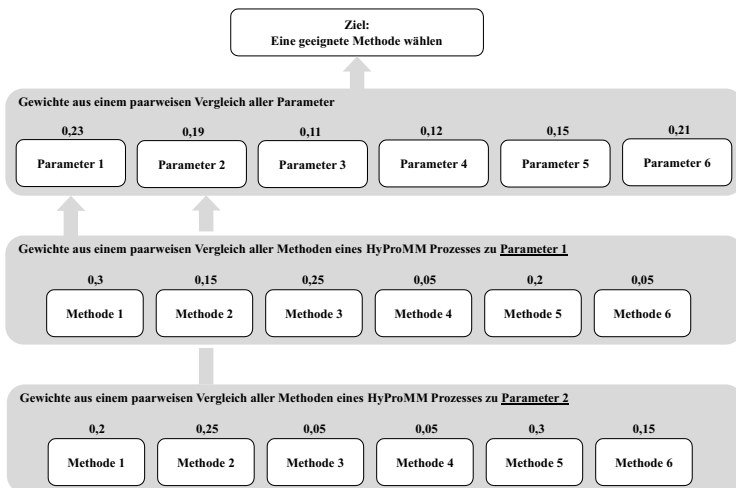 Ziel:
Eine geeignete Methode wählen
Gewichte aus einem paarweisen Vergleich aller Parameter
0,23 0,19 0,11 0,12 0,15 0,21
Parameter 1 Parameter 2 Parameter 3 Parameter 4 Parameter 5 Parameter 6
Gewichte aus einem paarweisen Vergleich aller Methoden eines HyProMM Prozesses zu Parameter 1
0,3 0,15 0,25 0,05 0,2 0,05
Methode 1 Methode 2 Methode 3 Methode 4 Methode 5 Methode 6
Gewichte aus einem paarweisen Vergleich aller Methoden eines HyProMM Prozesses zu Parameter 2
0,2 0,25 0,05 0,05 0,3 0,15
Methode 1 Methode 2 Methode 3 Methode 4 Methode 5 Methode 6